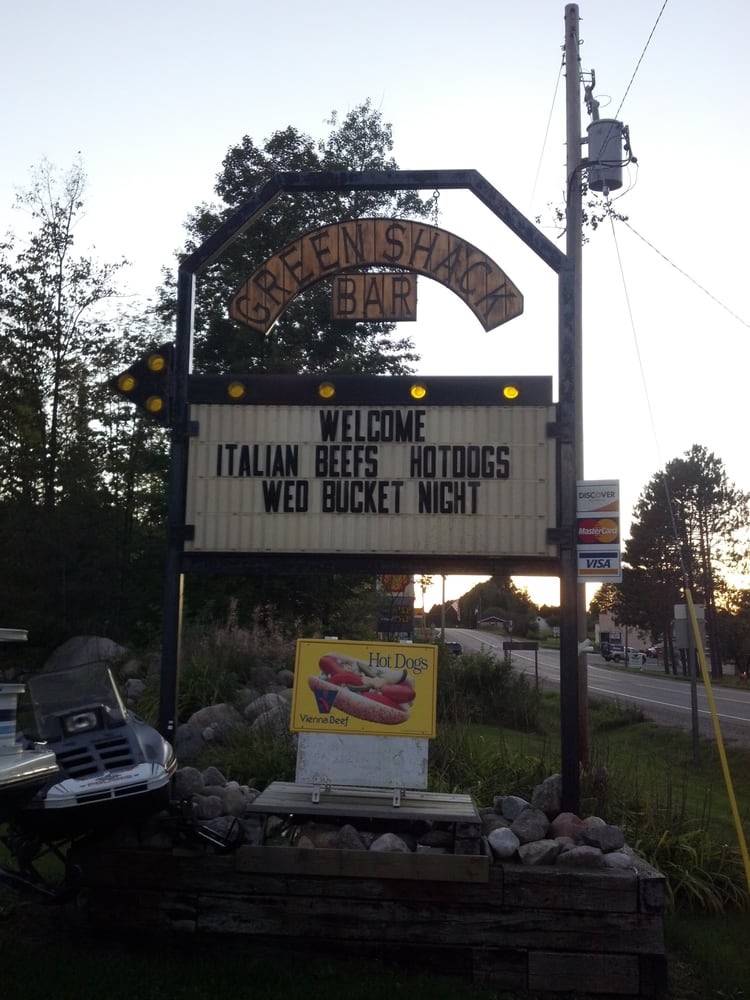 GREEN SHACK
BAR
WELCOME
ITALIAN BEEFS HOTDOGS
WED BUCKET NIGHT
DISCOVER
MasterCard
VISA
Hot Dogs
Vienna Beef